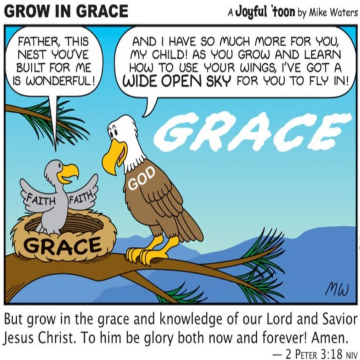 GROW IN GRACE
A Joyful 'toon by Mike Waters
FATHER, THIS
NEST YOU'VE
BUILT FOR ME
IS WONDERFUL!
AND I HAVE SO MUCH MORE FOR YOU,
MY CHILD! AS YOU GROW AND LEARN
HOW TO USE YOUR WINGS, I'VE GOT A
WIDE OPEN SKY FOR YOU TO FLY IN!
GRACE
GOD
FAITH FAITH
GRACE
MW
But grow in the grace and knowledge of our Lord and Savior
Jesus Christ. To him be glory both now and forever! Amen.
— 2 PETER 3:18 NIV